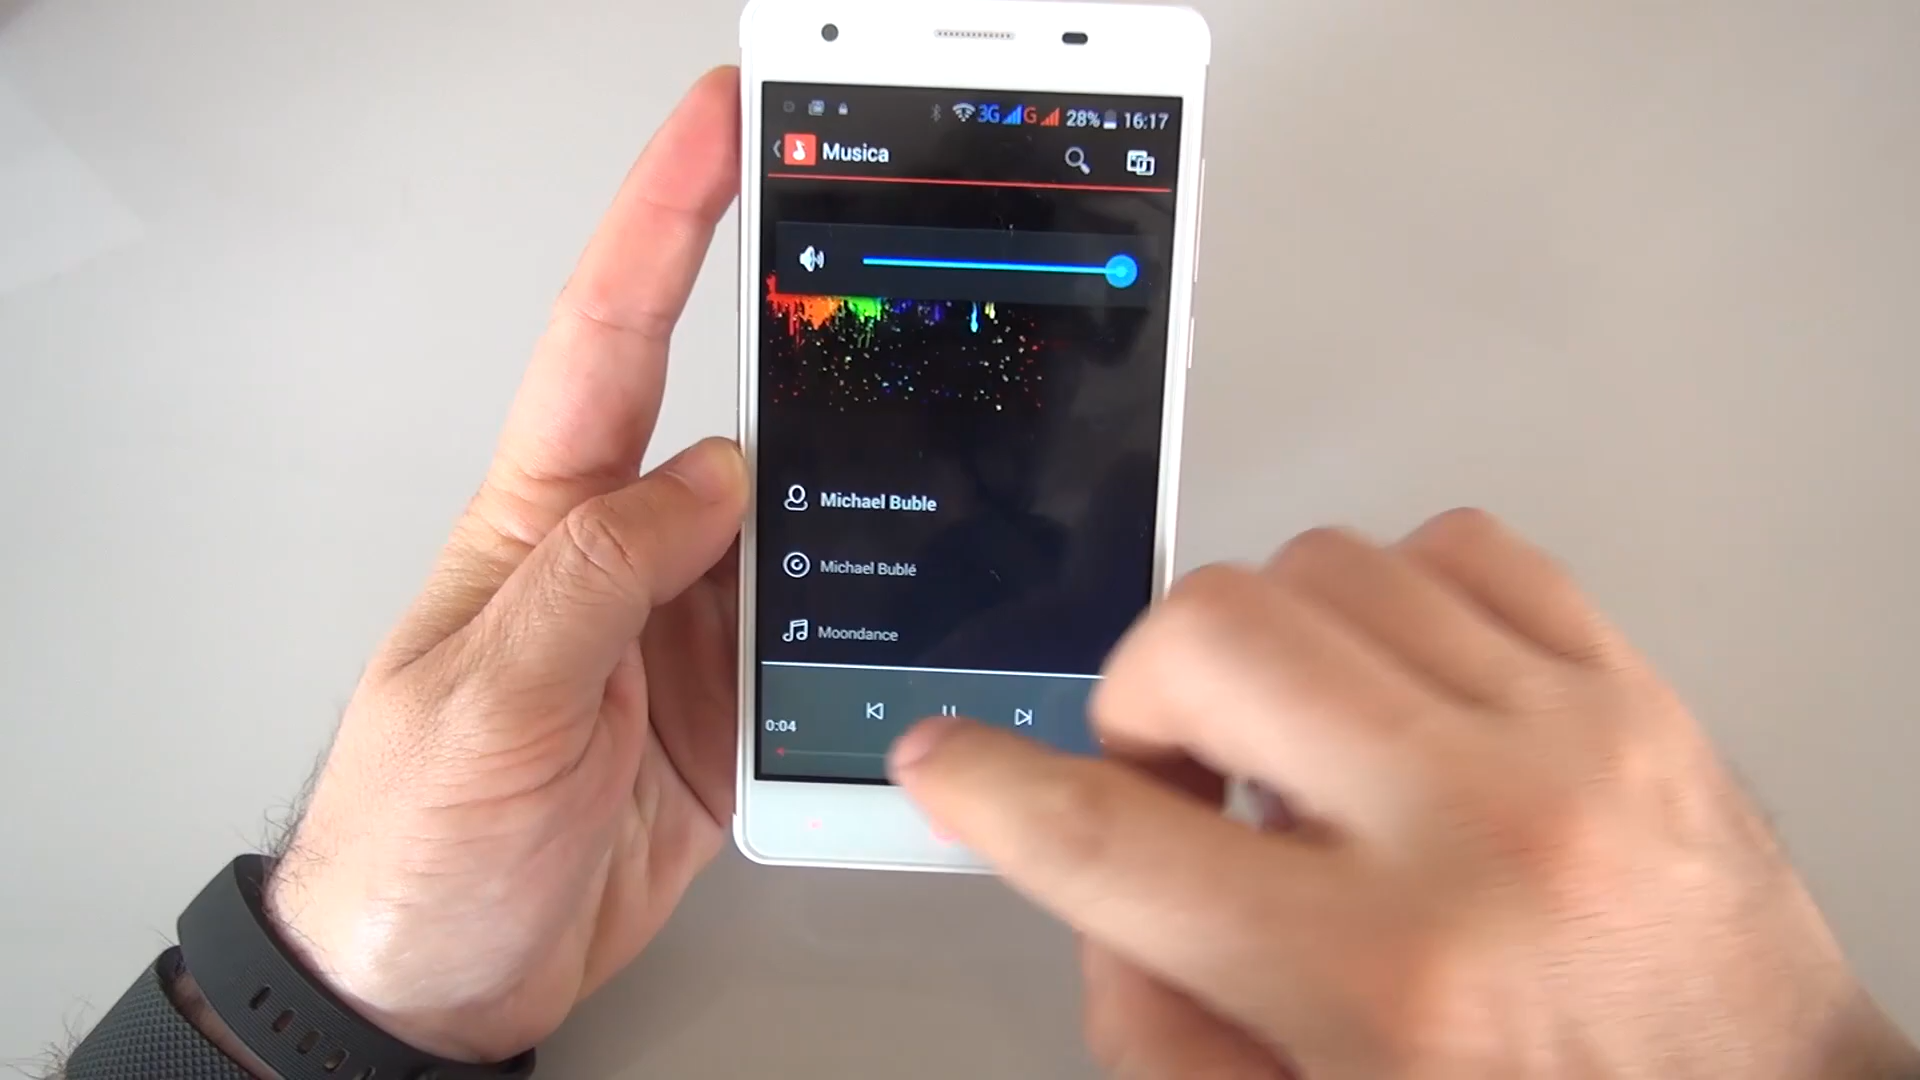 3G G 28% 16:17
Musica
Michael Buble
Michael Bublé
Moondance
0:04